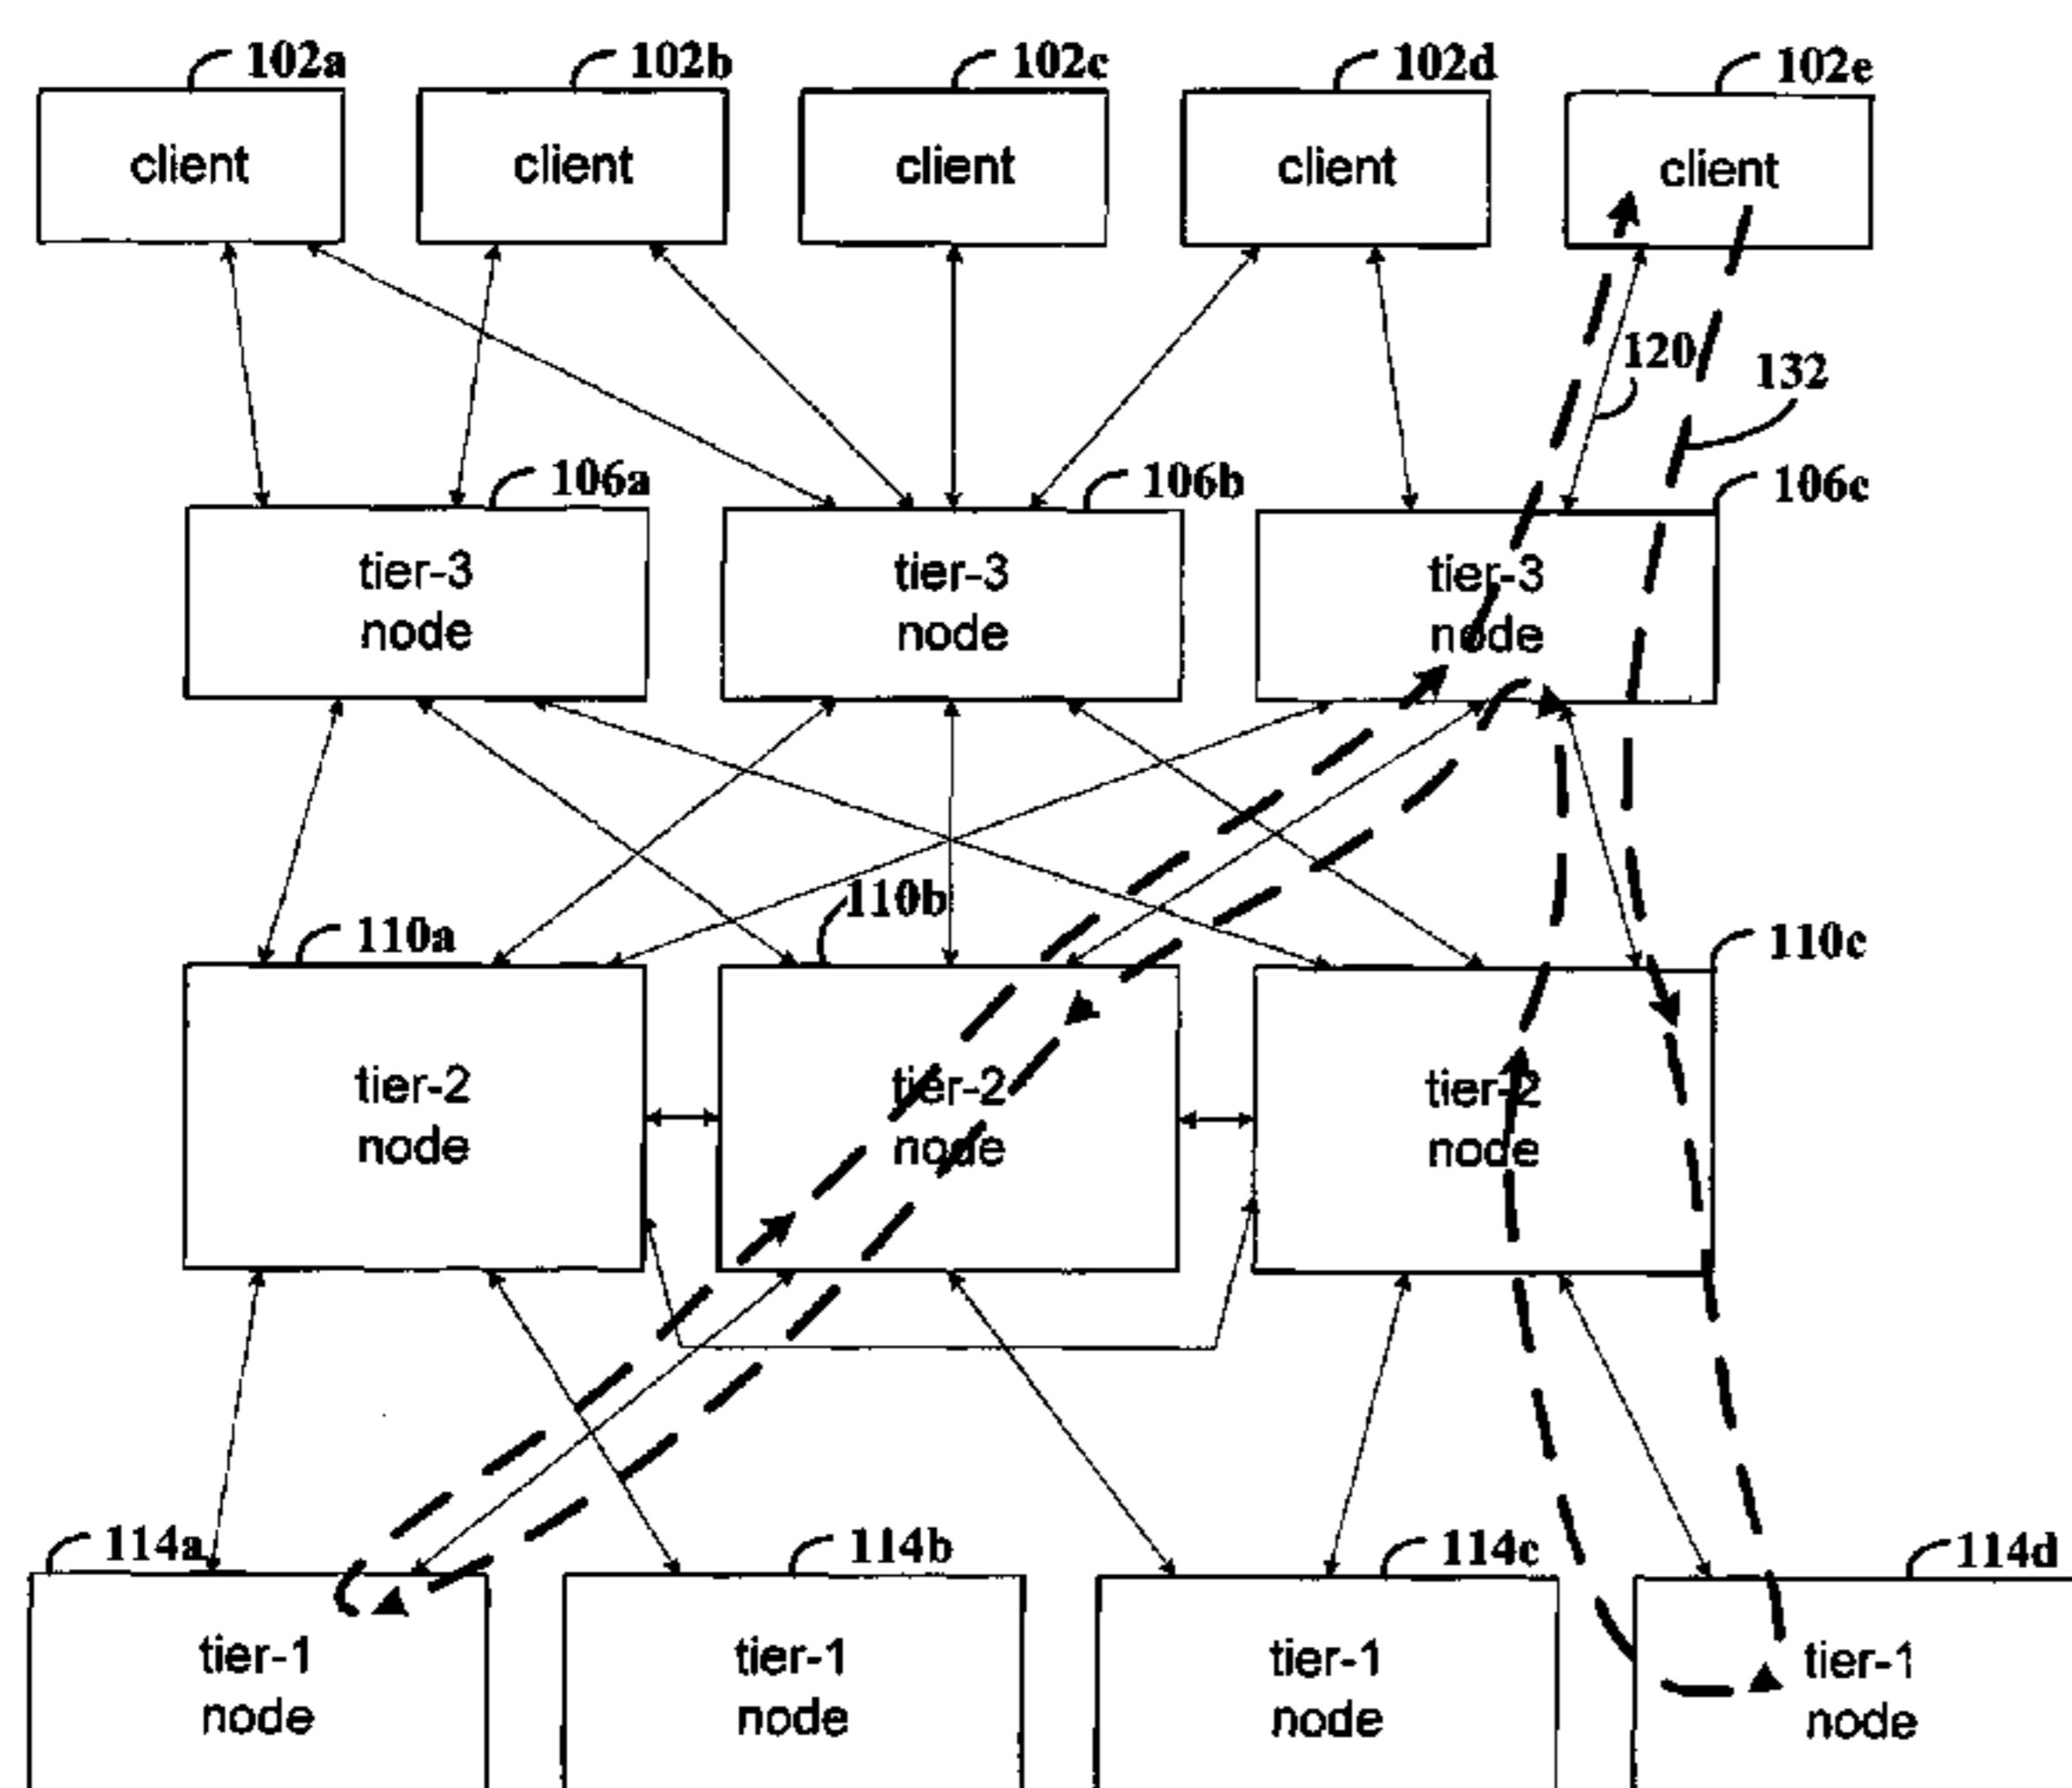 102a 102b 102c 102d 102e
client client client client client
120
132
106a 106b 106c
tier-3 tier-3 tier-3
node node node
110a 110b 110c
tier-2 tier-2 tier-2
node node node
114a 114b 114c 114d
tier-1 tier-1 tier-1 tier-1
node node node node